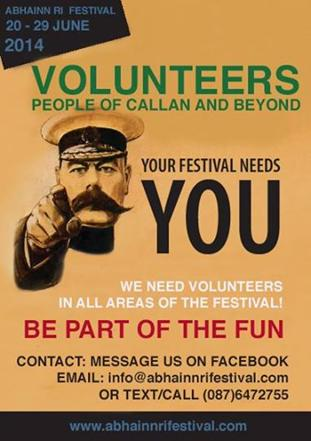 ABHAINN RI FESTIVAL
20 - 29 JUNE
2014
VOLUNTEERS
PEOPLE OF CALLAN AND BEYOND
YOUR FESTIVAL NEEDS
YOU
WE NEED VOLUNTEERS
IN ALL AREAS OF THE FESTIVAL!
BE PART OF THE FUN
CONTACT: MESSAGE US ON FACEBOOK
EMAIL: info@abhainnrifestival.com
OR TEXT/CALL (087)6472755
www.abhainnrifestival.com